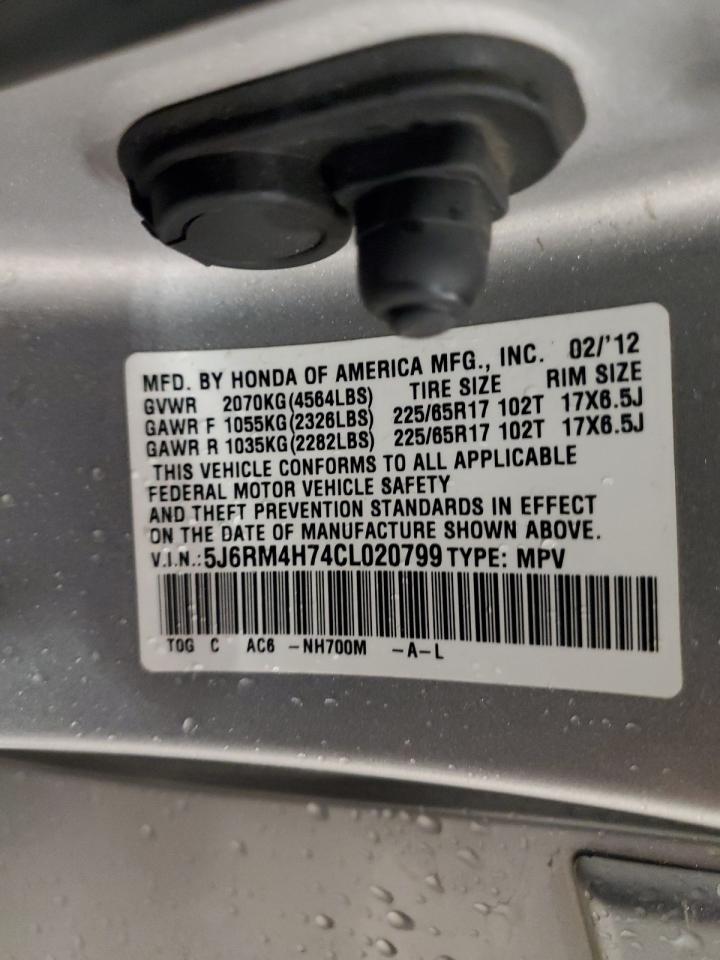 MFD. BY HONDA OF AMERICA MFG., INC. 02/'12
GVWR 2070KG(4564LBS) TIRE SIZE RIM SIZE
GAWR F 1055KG(2326LBS) 225/65R17 102T 17X6.5J
GAWR R 1035KG(2282LBS) 225/65R17 102T 17X6.5J
THIS VEHICLE CONFORMS TO ALL APPLICABLE
FEDERAL MOTOR VEHICLE SAFETY
AND THEFT PREVENTION STANDARDS IN EFFECT
ON THE DATE OF MANUFACTURE SHOWN ABOVE.
V.I.N.:5J6RM4H74CL020799 TYPE: MPV
TOG C AC6 -NH700M -A-L